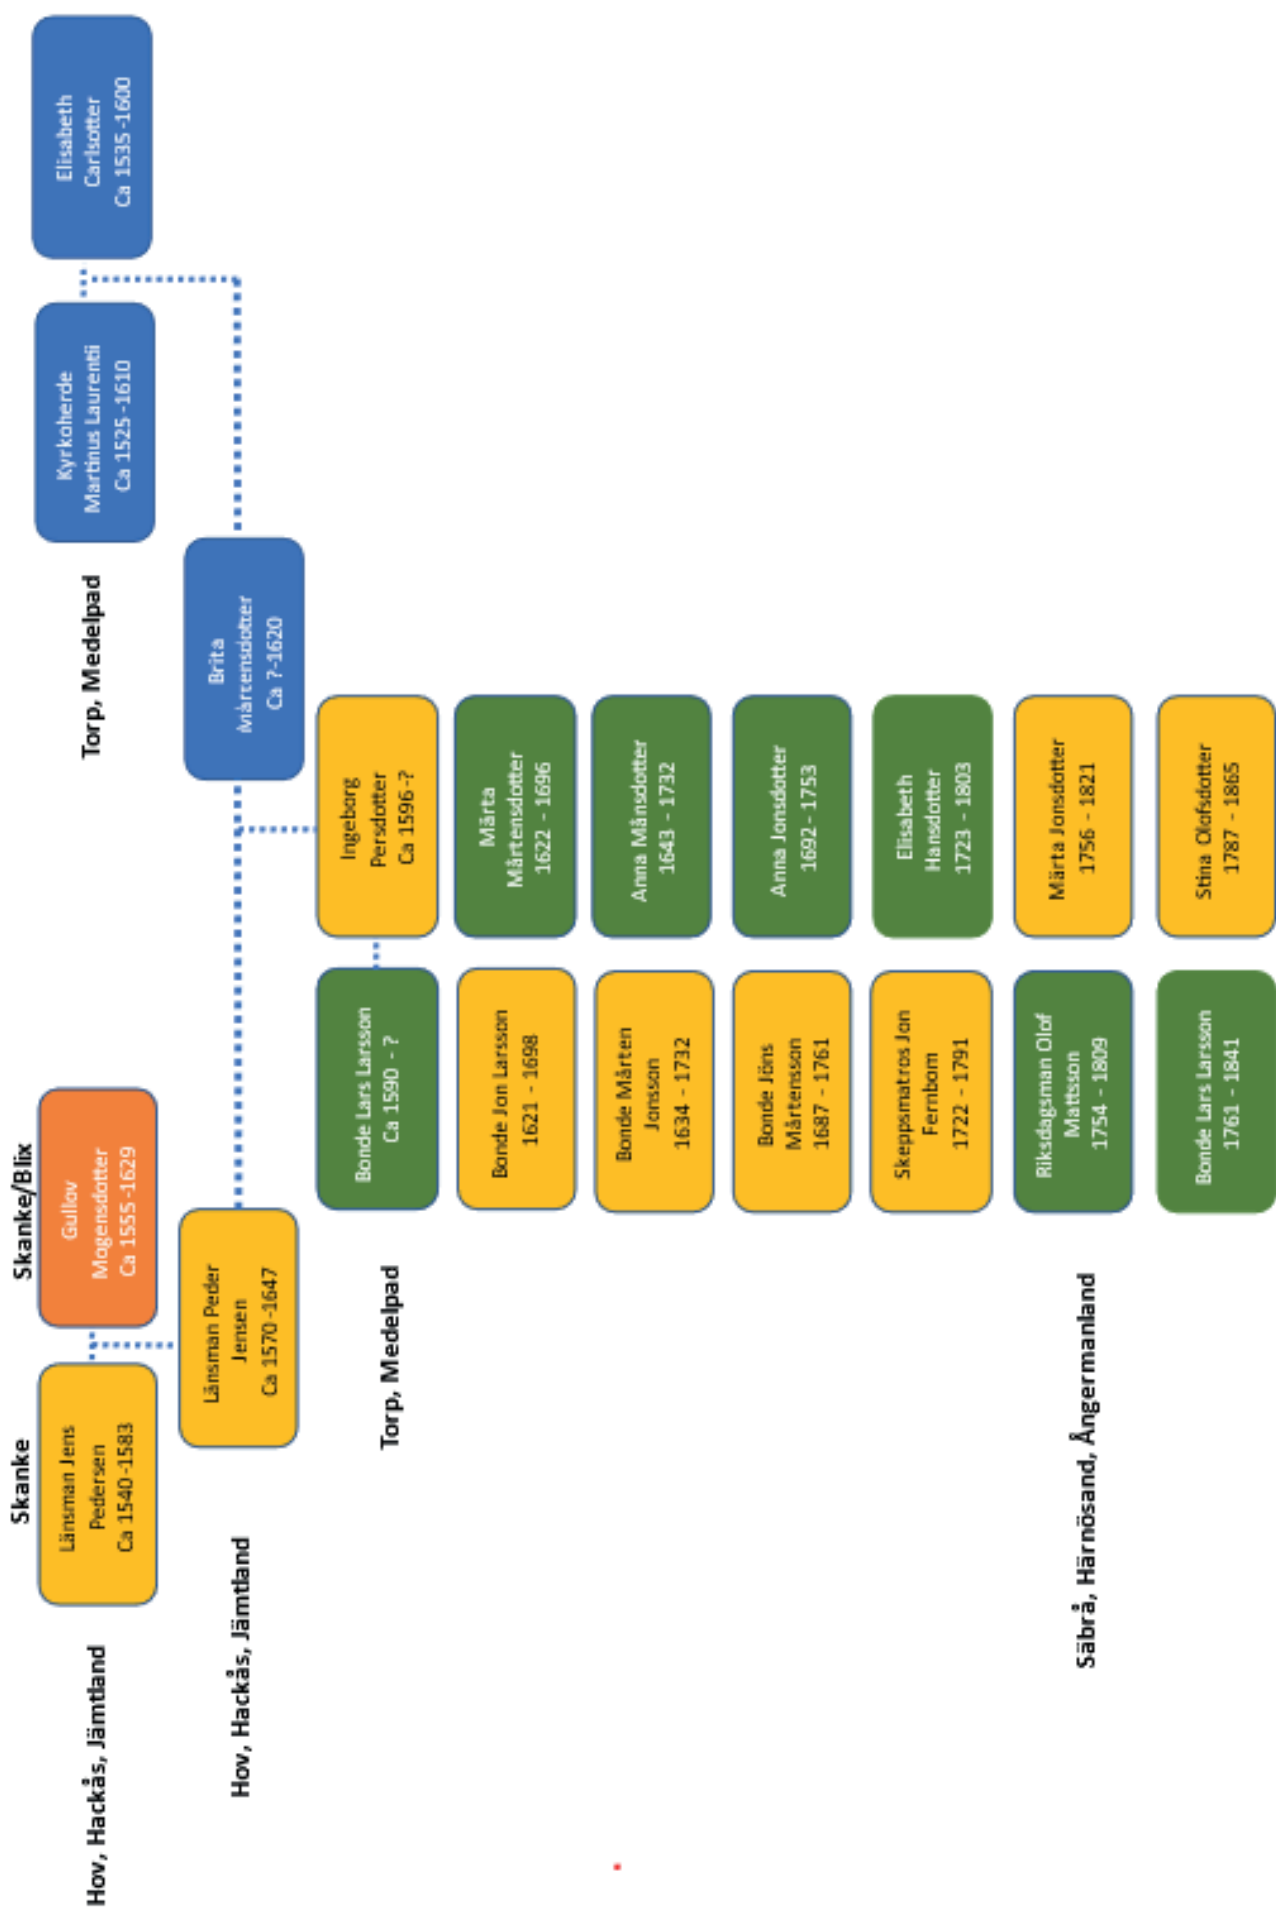 Skanke
Skanke/Blix
Hov, Hackås, Jämtland
Länsman Jens
Pedersen
Ca 1540-1583
Gullov
Mogensdotter
Ca 1555-1629
Torp, Medelpad
Kyrkoherde
Martinus Laurentii
Ca 1525-1610
Elisabeth
Carlsotter
Ca 1535-1600
Hov, Hackås, Jämtland
Länsman Peder
Jensen
Ca 1570-1647
Brita
Mårtensdotter
Ca ?-1620
Torp, Medelpad
Bonde Lars Larsson
Ca 1590 - ?
Ingeborg
Persdotter
Ca 1596-?
Bonde Jon Larsson
1621 - 1698
Märta
Mårtensdotter
1622 - 1696
Bonde Mårten
Jonsson
1634 - 1732
Anna Månsdotter
1643 - 1732
Bonde Jöns
Mårtensson
1687 - 1761
Anna Jonsdotter
1692 - 1753
Skeppsmatros Jon
Fernbom
1722 - 1791
Elisabeth
Hansdotter
1723 - 1803
Säbrå, Härnösand, Ångermanland
Riksdagsman Olof
Mattsson
1754 - 1809
Märta Jonsdotter
1756 - 1821
Bonde Lars Larsson
1761 - 1841
Stina Olofsdotter
1787 - 1865